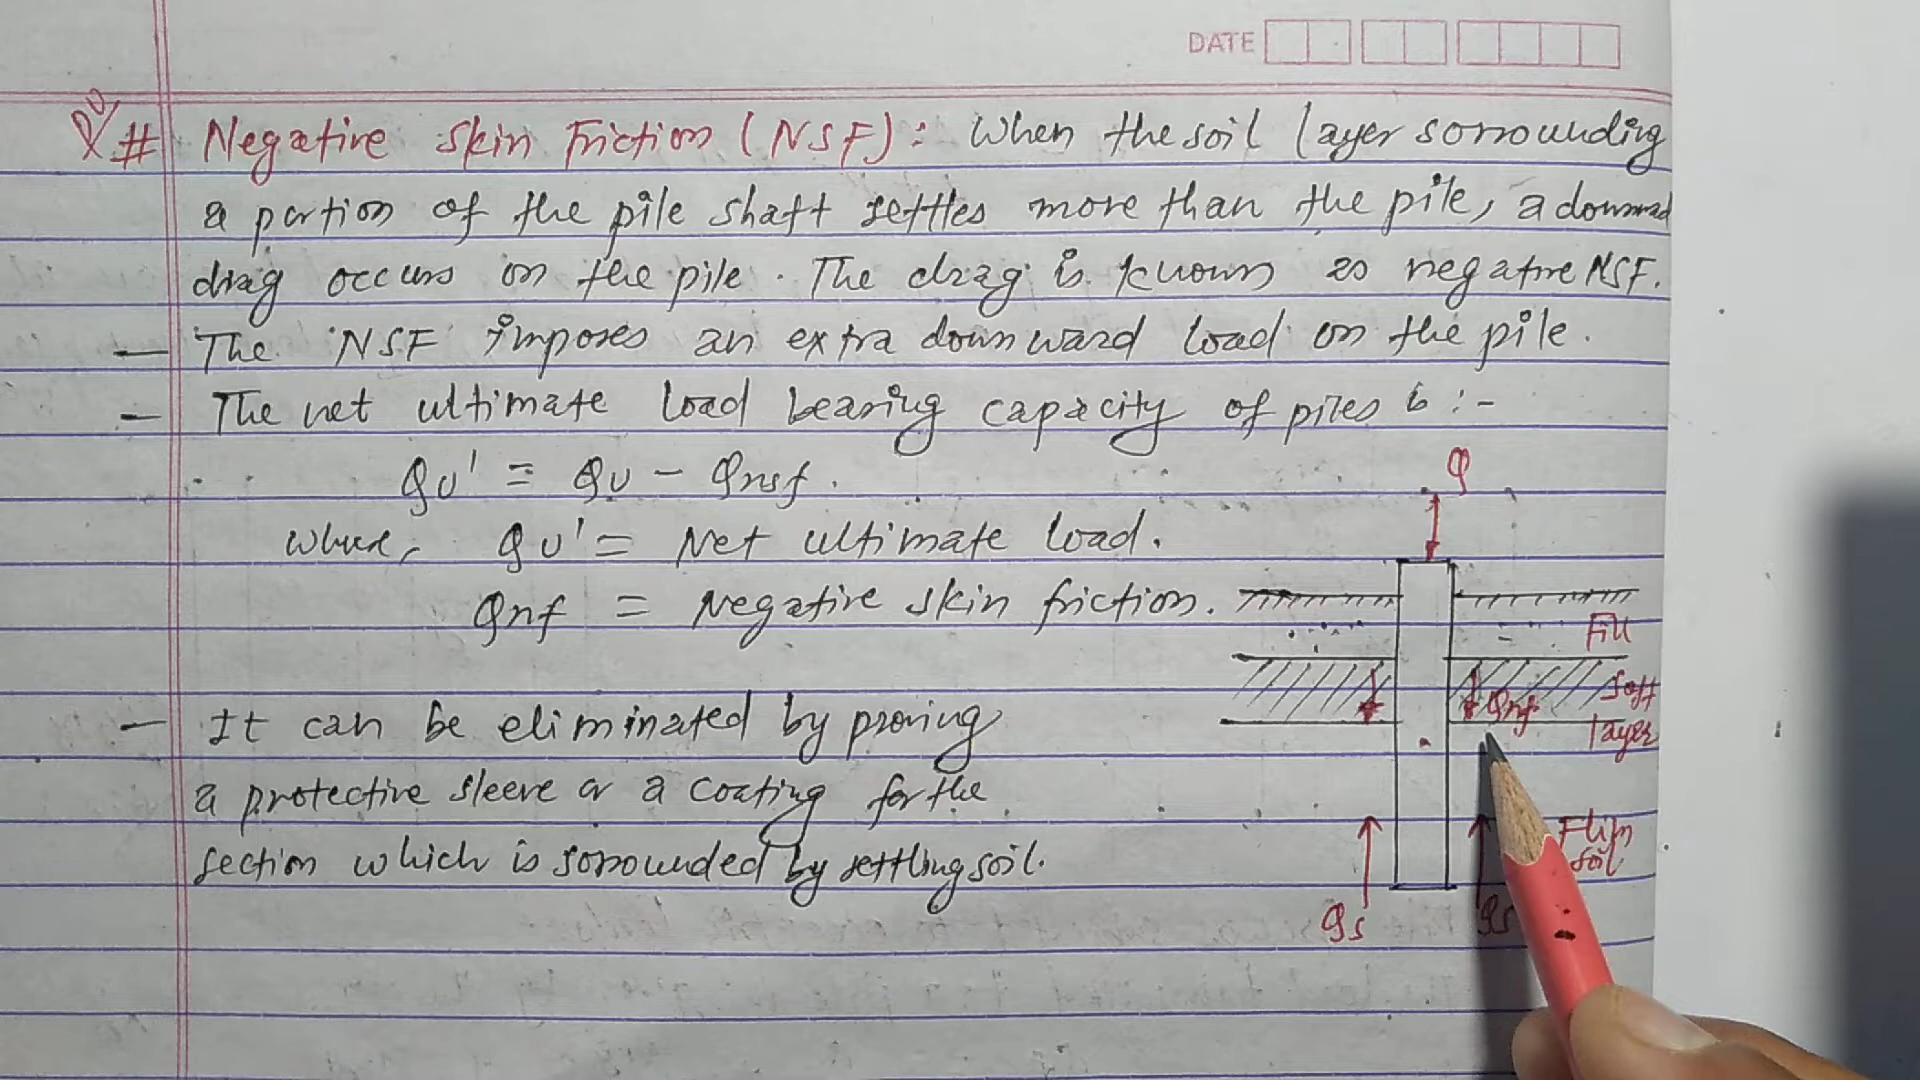 DATE
# Negative Skin Friction (NSF): When the soil layer sorrounding
a portion of the pile shaft settles more than the pile, a downward
drag occurs on the pile. The drag is known as negative NSF.
— The NSF imposes an extra downward load on the pile.
— The net ultimate load bearing capacity of piles is :-
Qu' = Qu - Qnsf.
where, Qu' = Net ultimate load.
Qnf = Negative skin friction.
— It can be eliminated by proving
a protective sleeve or a coating for the
section which is sorrounded by settling soil.
Q
Fill
Soft
Qnf
layer
soil
Qs
Qs